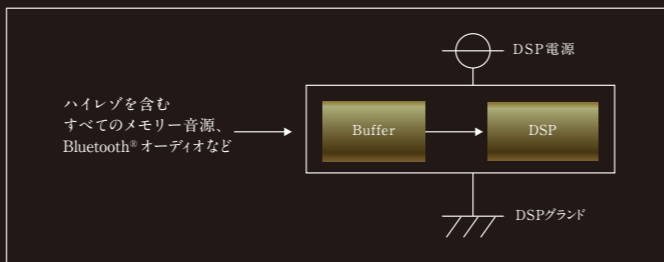 DSP電源
ハイレゾを含む
すべてのメモリー音源、
Bluetooth®オーディオなど
Buffer
DSP
DSPグランド